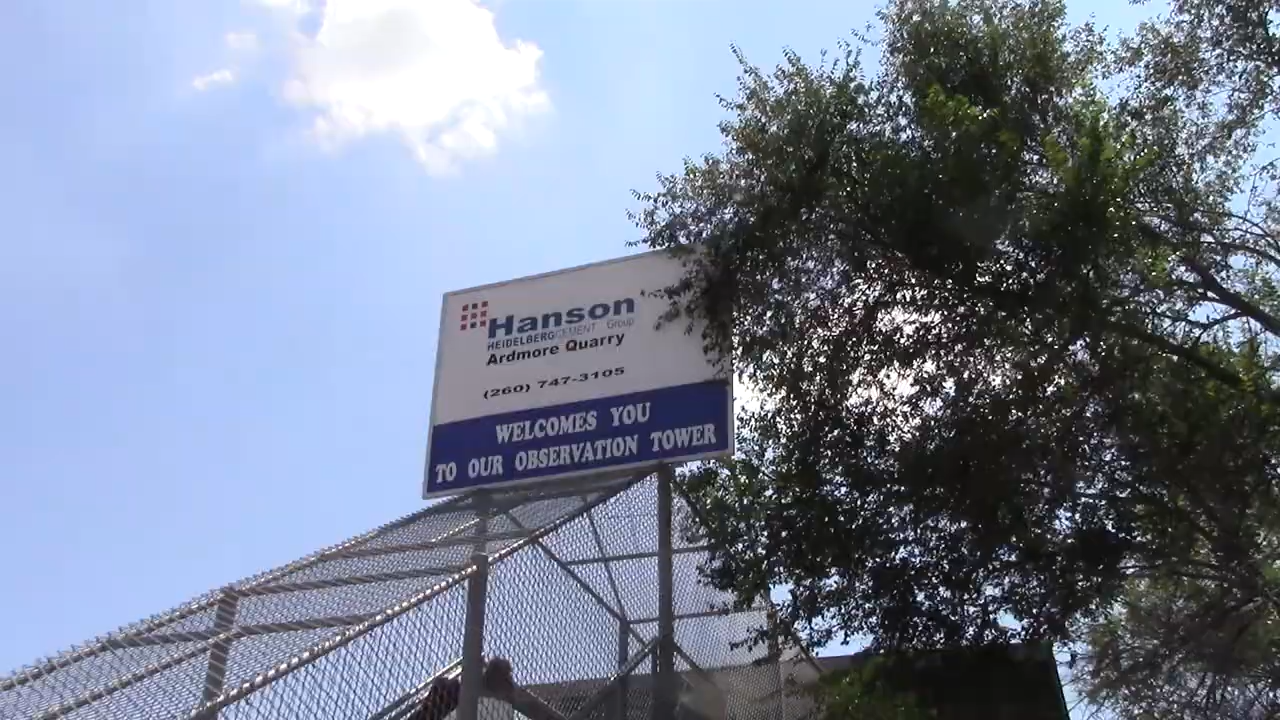 Hanson
HEIDELBERGCEMENT Group
Ardmore Quarry
(260) 747-3105
WELCOMES YOU
TO OUR OBSERVATION TOWER